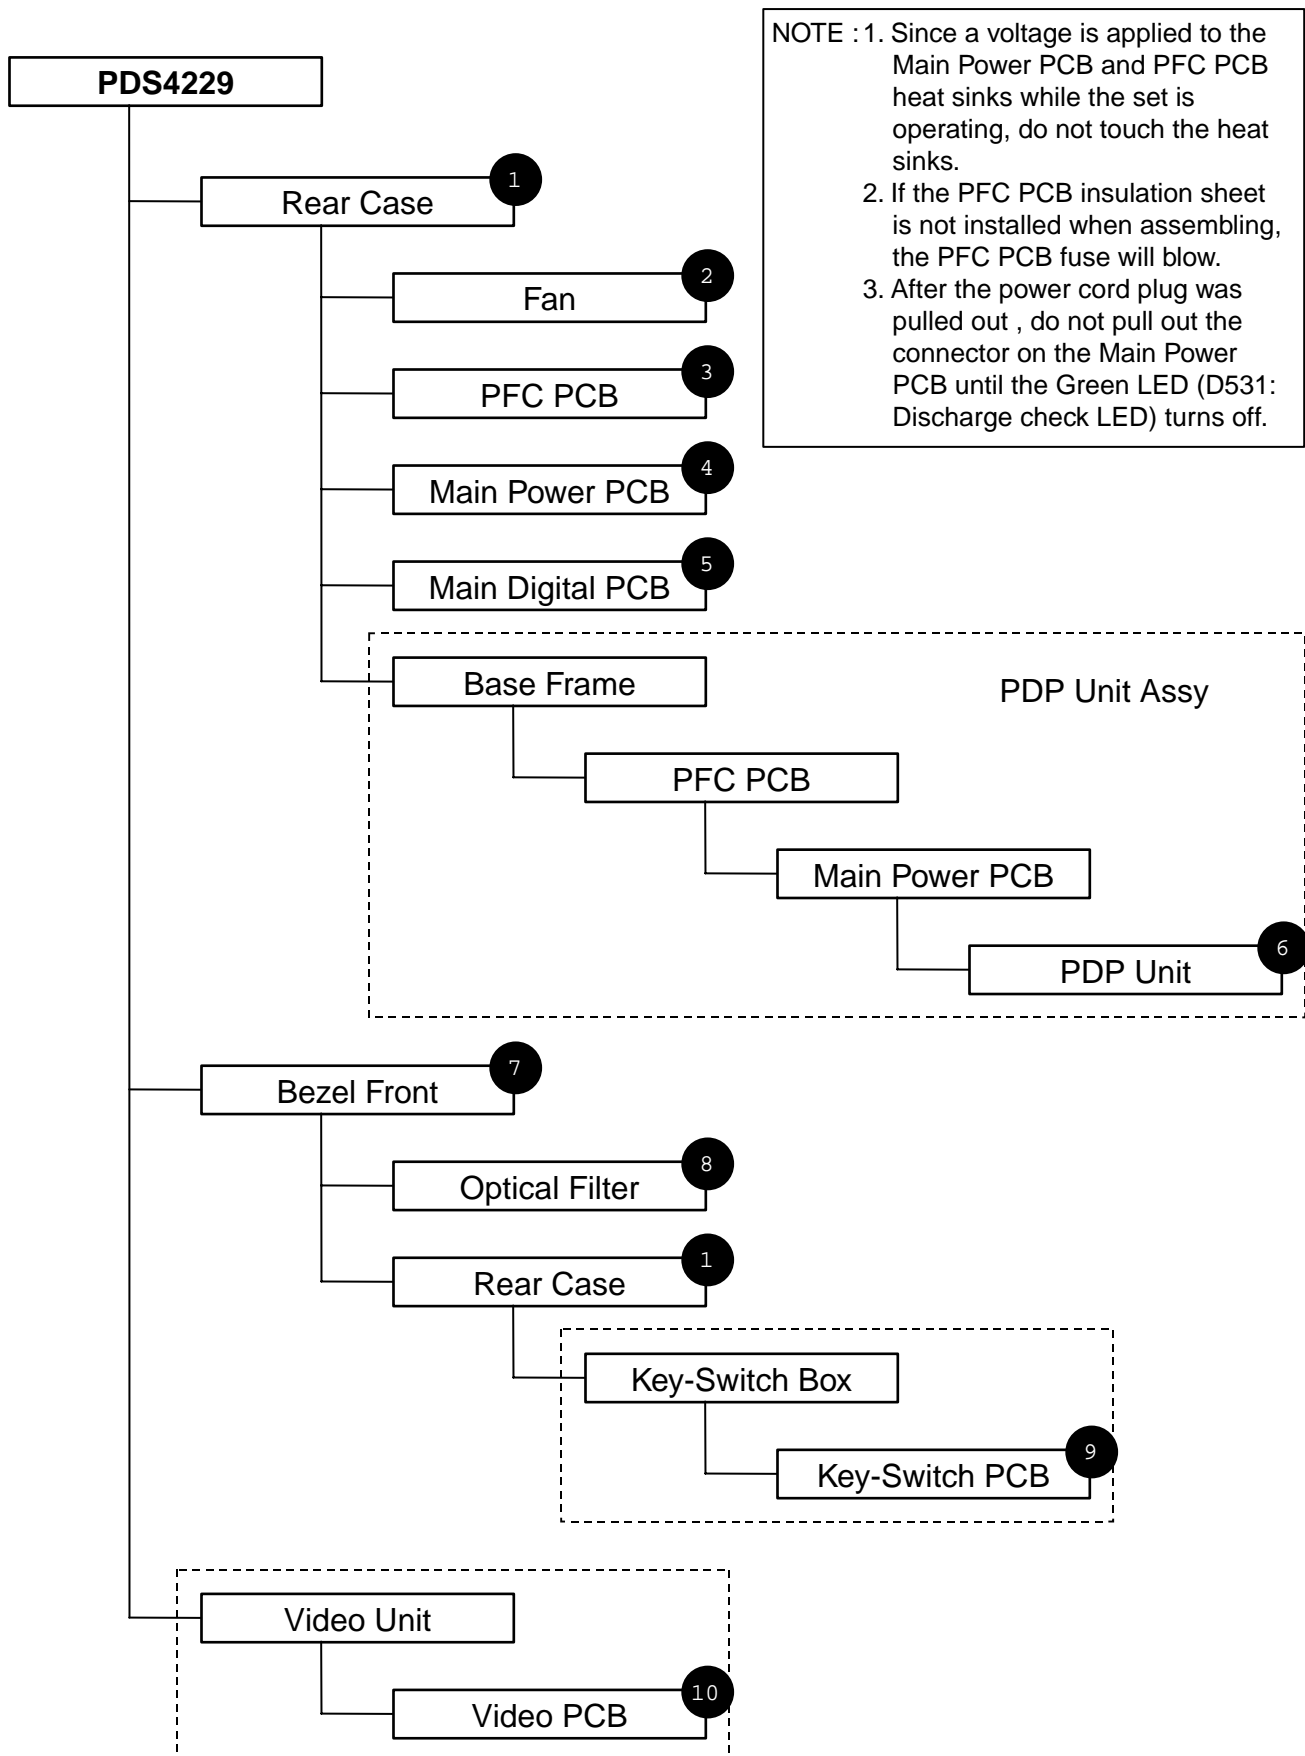 NOTE : 1. Since a voltage is applied to the
Main Power PCB and PFC PCB
heat sinks while the set is
operating, do not touch the heat
sinks.
2. If the PFC PCB insulation sheet
is not installed when assembling,
the PFC PCB fuse will blow.
3. After the power cord plug was
pulled out , do not pull out the
connector on the Main Power
PCB until the Green LED (D531:
Discharge check LED) turns off.
PDS4229
1
Rear Case
2
Fan
3
PFC PCB
4
Main Power PCB
5
Main Digital PCB
Base Frame
PDP Unit Assy
PFC PCB
Main Power PCB
6
PDP Unit
7
Bezel Front
8
Optical Filter
1
Rear Case
Key-Switch Box
9
Key-Switch PCB
Video Unit
10
Video PCB